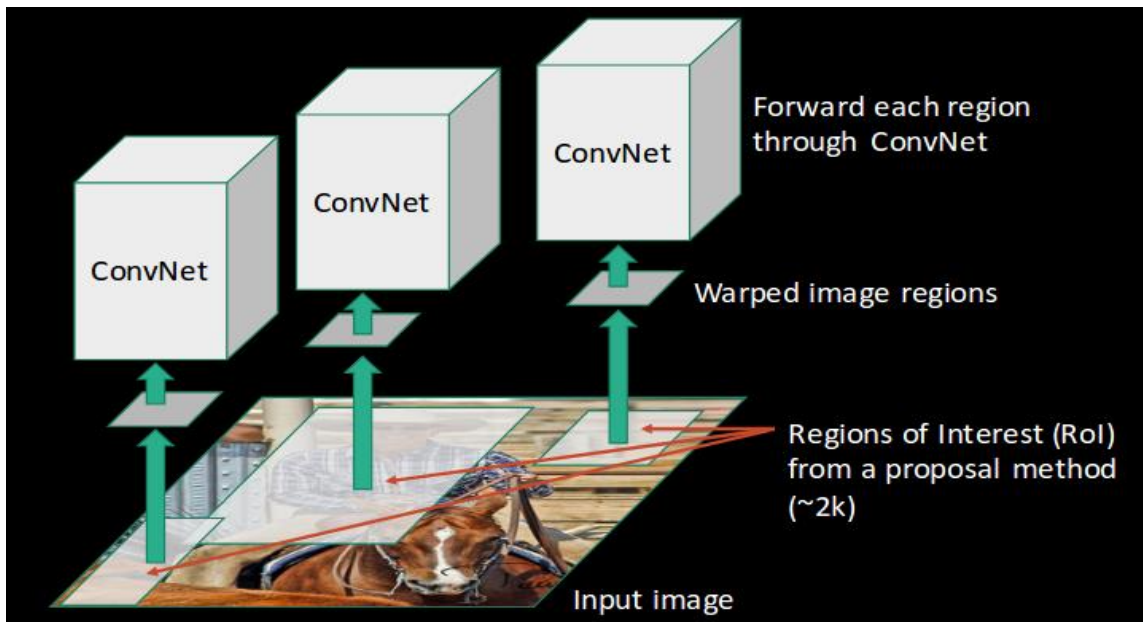 ConvNet
ConvNet
ConvNet
Forward each region
through ConvNet
Warped image regions
Regions of Interest (RoI)
from a proposal method
(~2k)
Input image